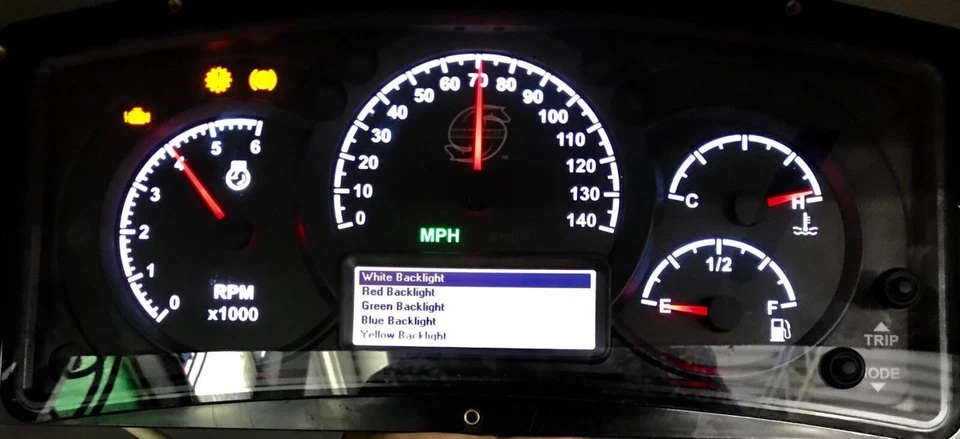 0
1
2
3
4
5
6
RPM
x1000
0
10
20
30
40
50
60
70
80
90
100
110
120
130
140
MPH
White Backlight
Red Backlight
Green Backlight
Blue Backlight
Yellow Backlight
C
H
E
1/2
F
TRIP
ODE